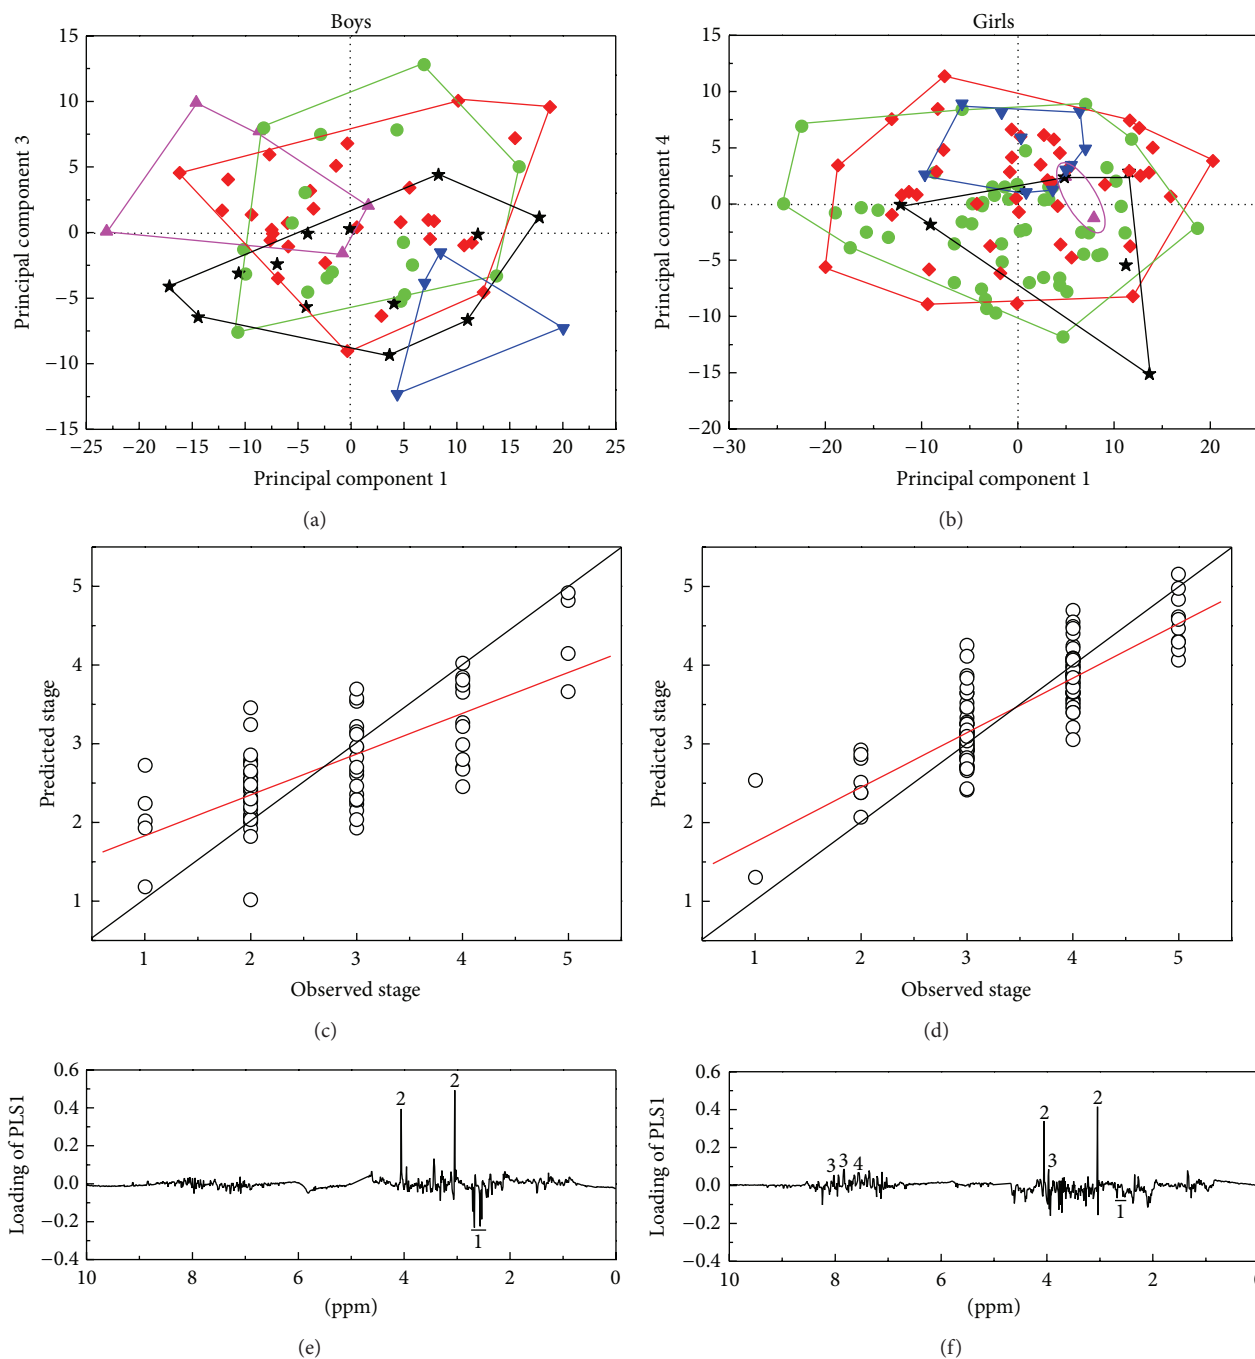 Boys
15
10
5
0
−5
−10
−15
Principal component 3
−25 −20 −15 −10 −5 0 5 10 15 20 25
Principal component 1
(a)
Girls
15
10
5
0
−5
−10
−15
−20
Principal component 4
−30 −20 −10 0 10 20
Principal component 1
(b)
5
4
3
2
1
Predicted stage
1 2 3 4 5
Observed stage
(c)
5
4
3
2
1
Predicted stage
1 2 3 4 5
Observed stage
(d)
0.6
0.4
0.2
0.0
−0.2
−0.4
Loading of PLS1
2
2
1
10 8 6 4 2 0
(ppm)
(e)
0.6
0.4
0.2
0.0
−0.2
−0.4
Loading of PLS1
2
2
3 3 4
3
1
10 8 6 4 2
(ppm)
(f)